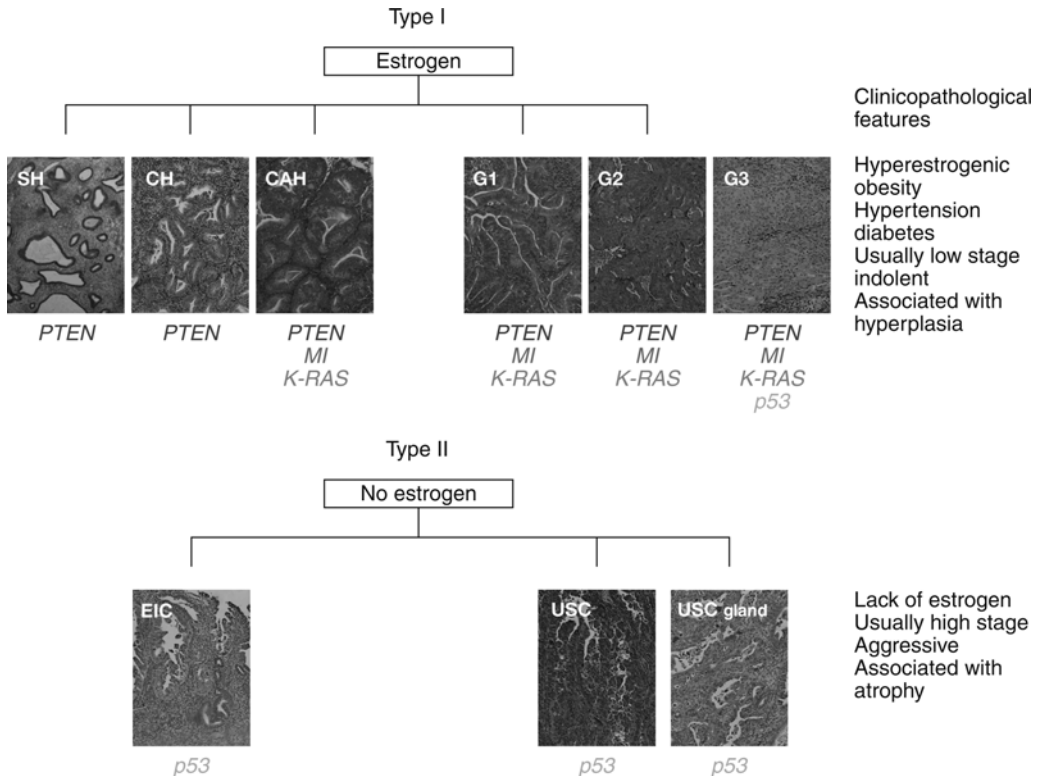 Type I
Estrogen
Clinicopathological
features
SH
CH
CAH
G1
G2
G3
PTEN
PTEN
PTEN
MI
K-RAS
PTEN
MI
K-RAS
PTEN
MI
K-RAS
PTEN
MI
K-RAS
p53
Hyperestrogenic
obesity
Hypertension
diabetes
Usually low stage
indolent
Associated with
hyperplasia
Type II
No estrogen
EIC
USC
USC gland
p53
p53
p53
Lack of estrogen
Usually high stage
Aggressive
Associated with
atrophy